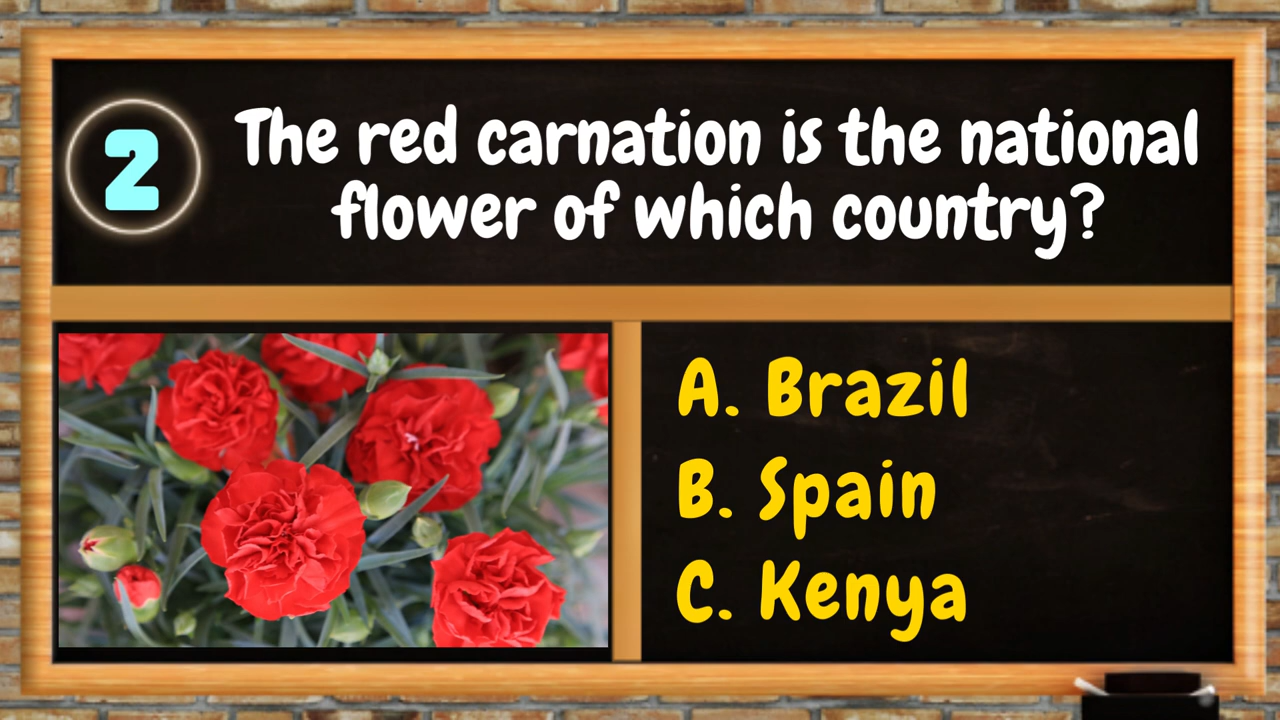 2
The red carnation is the national
flower of which country?
A. Brazil
B. Spain
C. Kenya